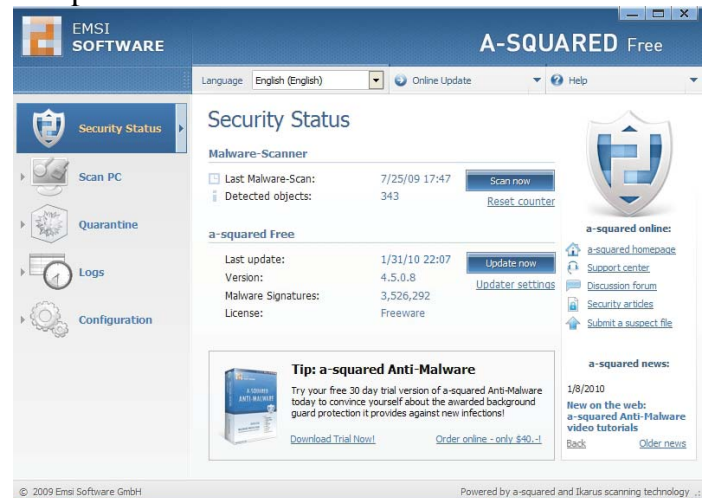 EMSI
SOFTWARE
A-SQUARED Free
Language English (English) Online Update Help
Security Status
Scan PC
Quarantine
Logs
Configuration
Security Status
Malware-Scanner
Last Malware-Scan: 7/25/09 17:47 Scan now
Detected objects: 343 Reset counter
a-squared Free
Last update: 1/31/10 22:07 Update now
Version: 4.5.0.8 Updater settings
Malware Signatures: 3,526,292
License: Freeware
Tip: a-squared Anti-Malware
Try your free 30 day trial version of a-squared Anti-Malware
today to convince yourself about the awarded background
guard protection it provides against new infections!
Download Trial Now! Order online - only $40.-!
a-squared online:
a-squared homepage
Support center
Discussion forum
Security articles
Submit a suspect file
a-squared news:
1/8/2010
New on the web:
a-squared Anti-Malware
video tutorials
Back Older news
© 2009 Emsi Software GmbH Powered by a-squared and Ikarus scanning technology .: